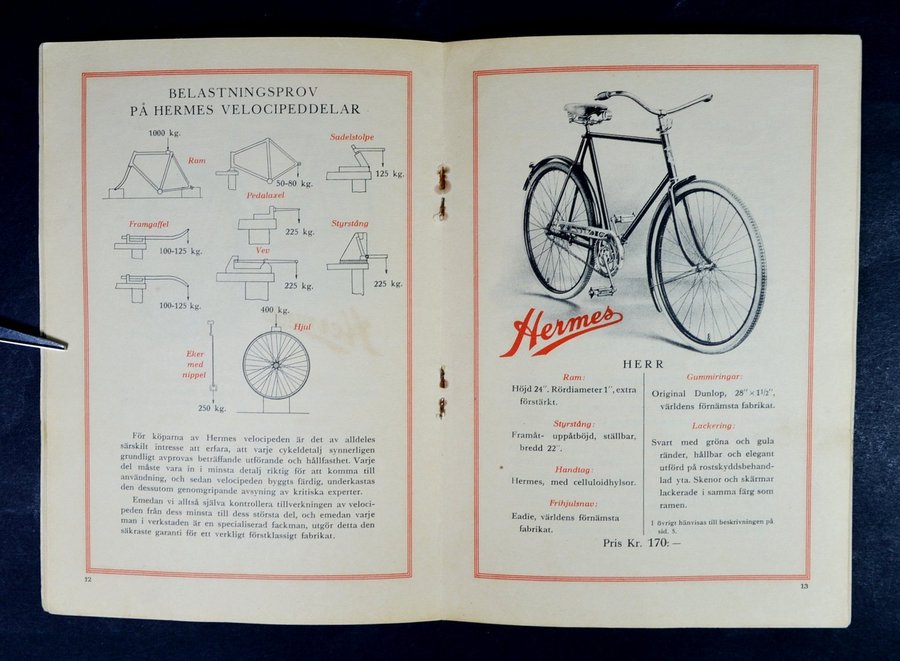 BELASTNINGSPROV
PÅ HERMES VELOCIPEDDELAR
1000 kg.
Ram
50-80 kg.
Sadelstolpe
125 kg.
Pedalaxel
225 kg.
Framgaffel
100-125 kg.
100-125 kg.
Vev
225 kg.
Styrstång
225 kg.
400 kg.
Hjul
Eker
med
nippel
250 kg.
För köparna av Hermes velocipeden är det av alldeles
särskilt intresse att erfara, att varje cykeldetalj synnerligen
grundligt avprovas beträffande utförande och hållfasthet. Varje
del måste vara in i minsta detalj riktig för att komma till
användning, och sedan velocipeden byggts färdig, underkastas
den dessutom genomgripande avsyning av kritiska experter.
Emedan vi alltså själva kontrollera tillverkningen av veloci-
peden från dess minsta till dess största del, och emedan varje
man i verkstaden är en specialiserad fackman, utgör detta den
säkraste garanti för ett verkligt förstklassigt fabrikat.
12
Hermes
HERR
Ram:
Höjd 24". Rördiameter 1", extra
förstärkt.
Styrstång:
Framåt- uppåtböjd, ställbar,
bredd 22".
Handtag:
Hermes, med celluloidhylsor.
Frihjulsnav:
Eadie, världens förnämsta
fabrikat.
Gummiringar:
Original Dunlop, 28"×1 1/2",
världens förnämsta fabrikat.
Lackering:
Svart med gröna och gula
ränder, hållbar och elegant
utförd på rostskyddsbehand-
lad yta. Skenor och skärmar
lackerade i samma färg som
ramen.
I övrigt hänvisas till beskrivningen på
sid. 5.
Pris Kr. 170: —
13